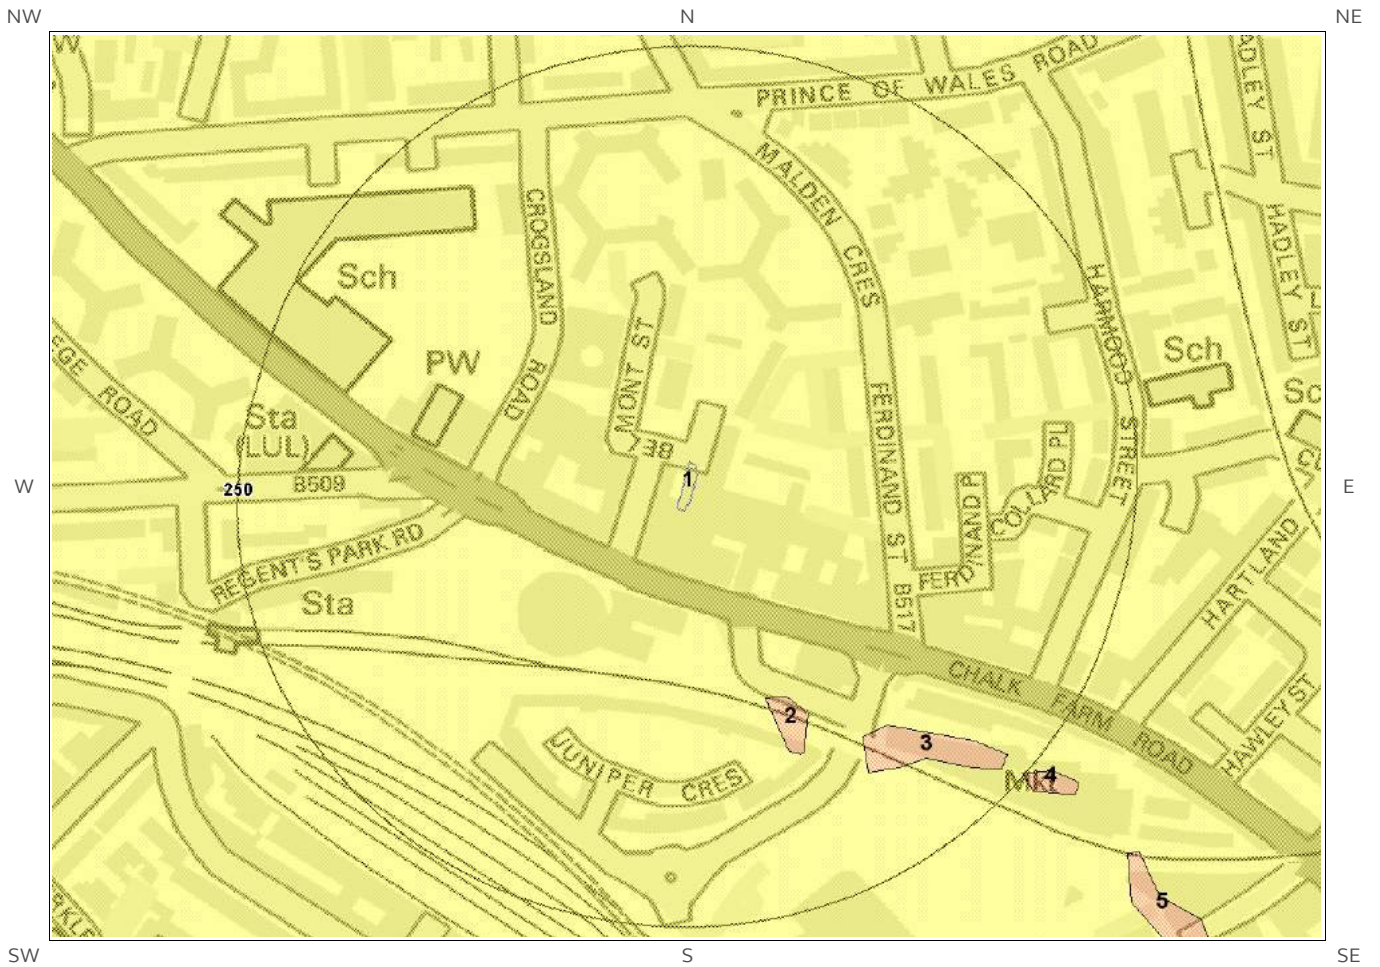 NW
N
NE
W
PRINCE OF WALES ROAD
ADLEY ST
MALDEN CRES
CROGSLAND
HADLEY ST
Sch
HARMOOD
MONT ST
EGE ROAD
PW
ROAD
Sch
FERDINAND ST
Sc
STREET
Sta
(LUL)
BE
COLLARD PL
W
250
B509
1
E
FERDINAND P
REGENT'S PARK RD
HARTLAND
Sta
B517
CHALK FARM ROAD
HAWLEY ST
2
3
JUNIPER CRES
Mkt
4
5
RKLE
SW
S
SE